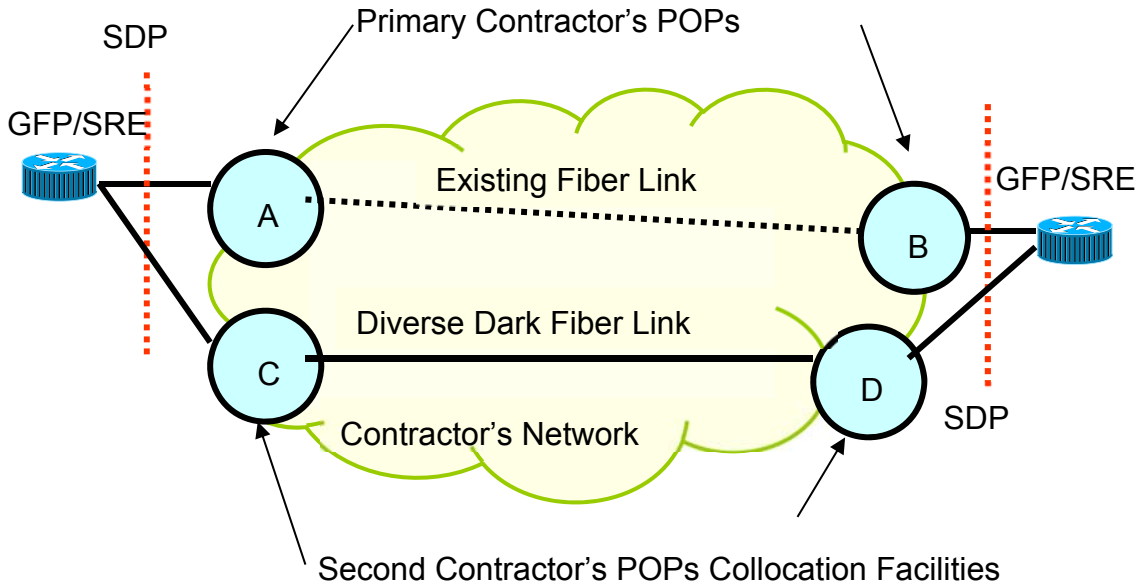 Primary Contractor’s POPs
SDP
GFP/SRE
Existing Fiber Link
GFP/SRE
A
B
Diverse Dark Fiber Link
C
D
SDP
Contractor’s Network
Second Contractor’s POPs Collocation Facilities